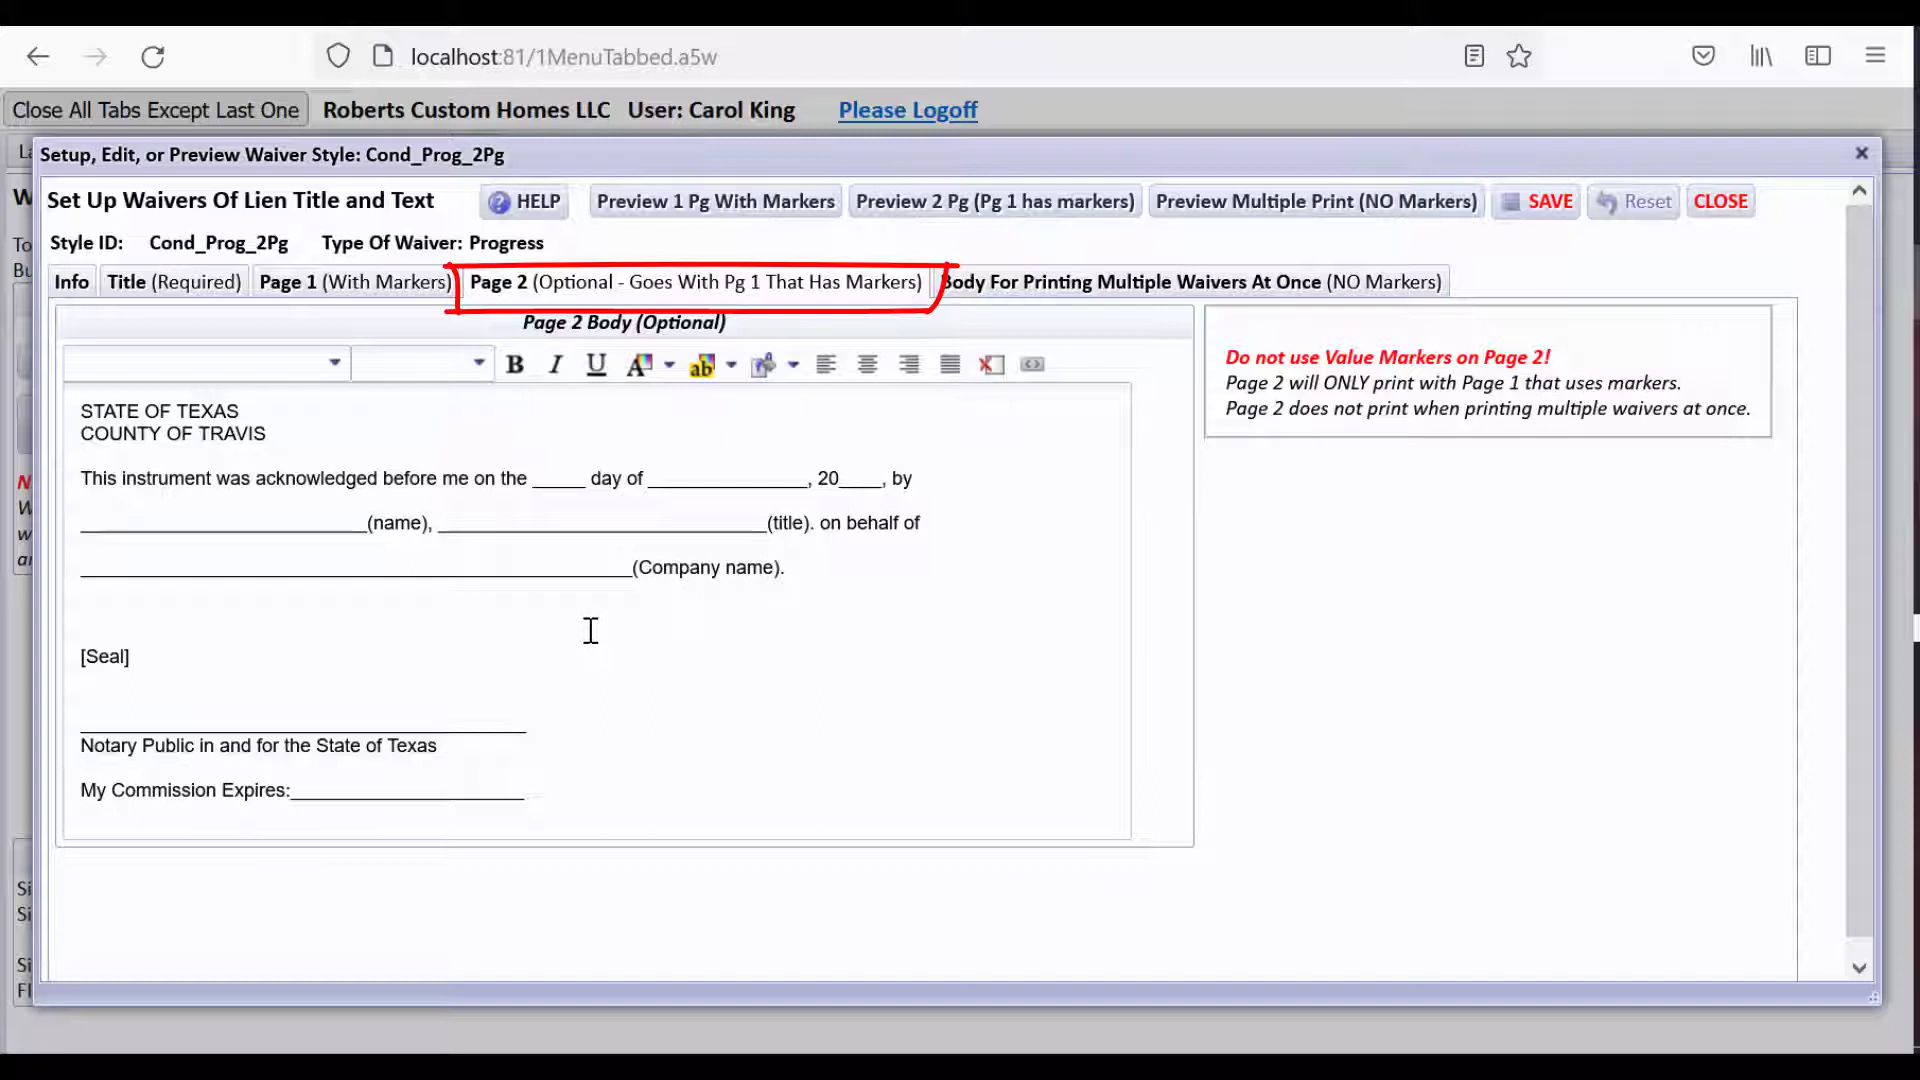 localhost:81/1MenuTabbed.a5w
Close All Tabs Except Last One Roberts Custom Homes LLC User: Carol King Please Logoff
Setup, Edit, or Preview Waiver Style: Cond_Prog_2Pg
Set Up Waivers Of Lien Title and Text HELP Preview 1 Pg With Markers Preview 2 Pg (Pg 1 has markers) Preview Multiple Print (NO Markers) SAVE Reset CLOSE
Style ID: Cond_Prog_2Pg Type Of Waiver: Progress
Info Title (Required) Page 1 (With Markers) Page 2 (Optional - Goes With Pg 1 That Has Markers) Body For Printing Multiple Waivers At Once (NO Markers)
Page 2 Body (Optional)
Do not use Value Markers on Page 2!
Page 2 will ONLY print with Page 1 that uses markers.
Page 2 does not print when printing multiple waivers at once.
STATE OF TEXAS
COUNTY OF TRAVIS
This instrument was acknowledged before me on the _____ day of _______________, 20____, by
___________________________(name), _______________________________(title). on behalf of
____________________________________________________(Company name).
[Seal]
__________________________________________
Notary Public in and for the State of Texas
My Commission Expires:______________________